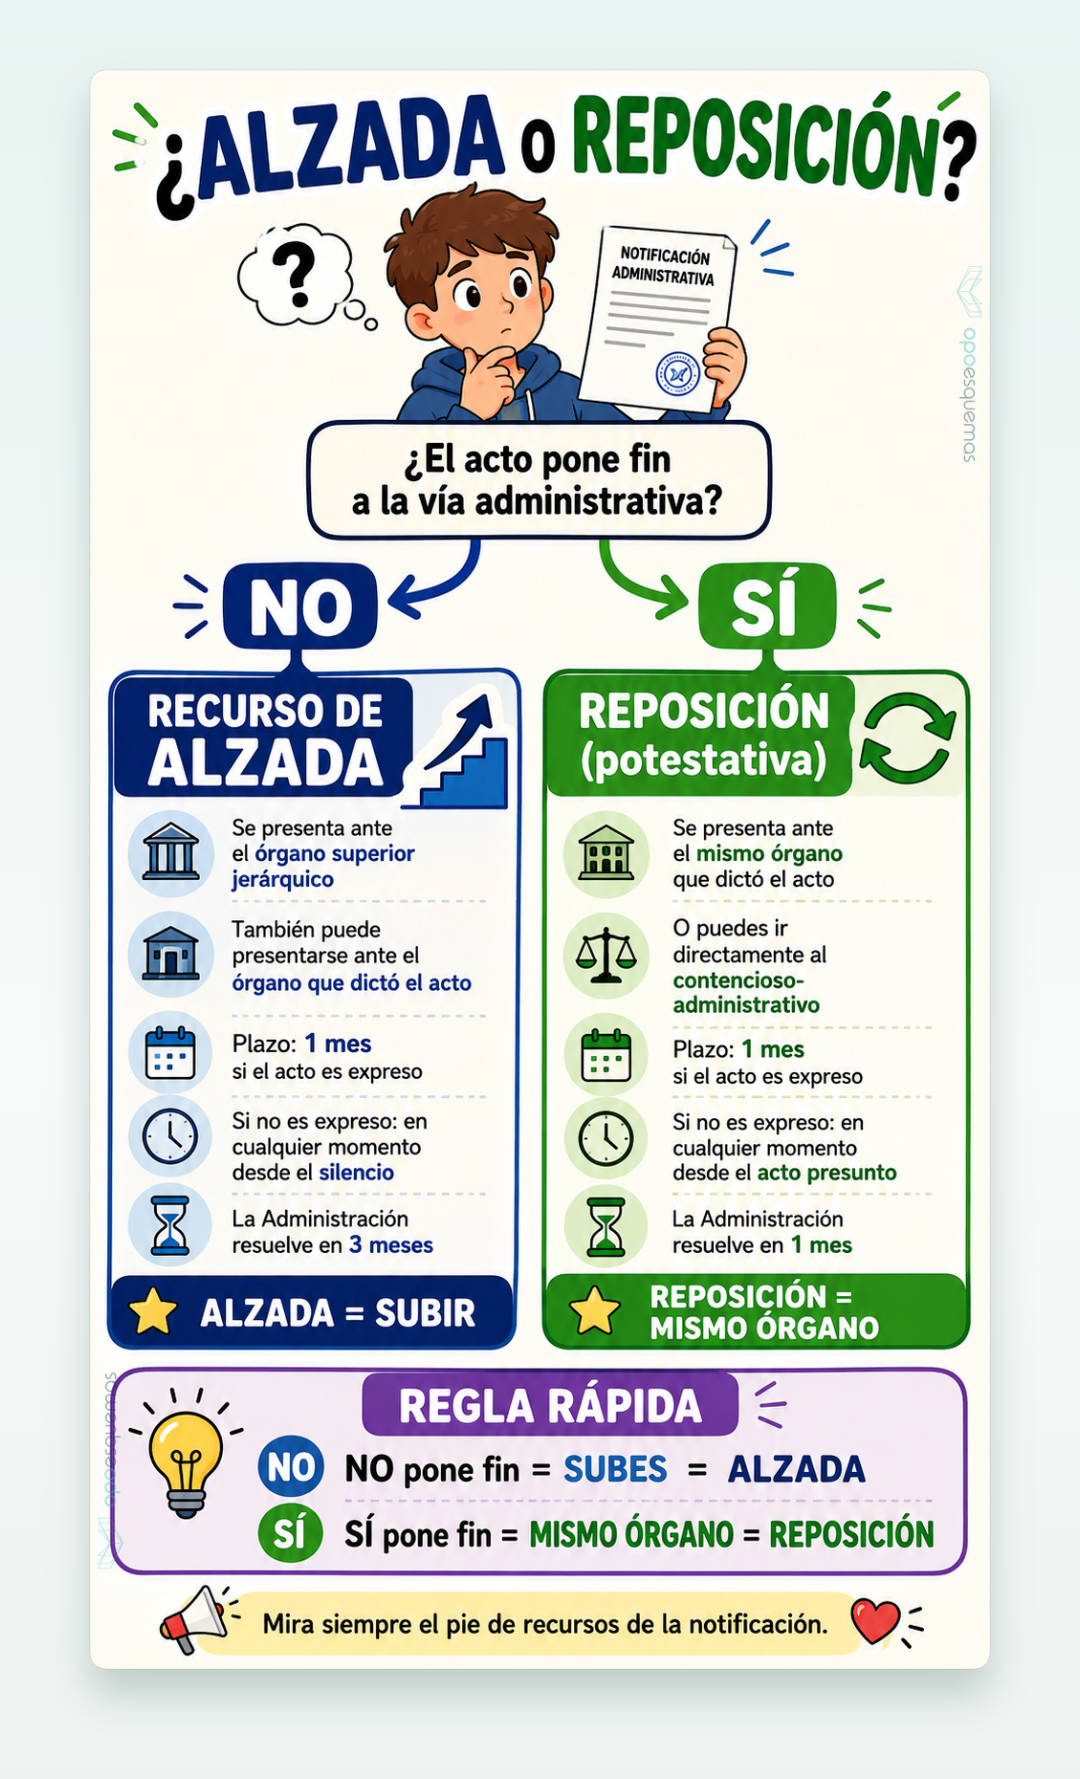 ¿ALZADA o REPOSICIÓN?
?
NOTIFICACIÓN
ADMINISTRATIVA
opoesquemas
¿El acto pone fin
a la vía administrativa?
NO
SÍ
RECURSO DE
ALZADA
Se presenta ante
el órgano superior
jerárquico
También puede
presentarse ante el
órgano que dictó el acto
Plazo: 1 mes
si el acto es expreso
Si no es expreso: en
cualquier momento
desde el silencio
La Administración
resuelve en 3 meses
ALZADA = SUBIR
REPOSICIÓN
(potestativa)
Se presenta ante
el mismo órgano
que dictó el acto
O puedes ir
directamente al
contencioso-
administrativo
Plazo: 1 mes
si el acto es expreso
Si no es expreso: en
cualquier momento
desde el acto presunto
La Administración
resuelve en 1 mes
REPOSICIÓN =
MISMO ÓRGANO
opoesquemas
REGLA RÁPIDA
NO NO pone fin = SUBES = ALZADA
SÍ SÍ pone fin = MISMO ÓRGANO = REPOSICIÓN
Mira siempre el pie de recursos de la notificación.